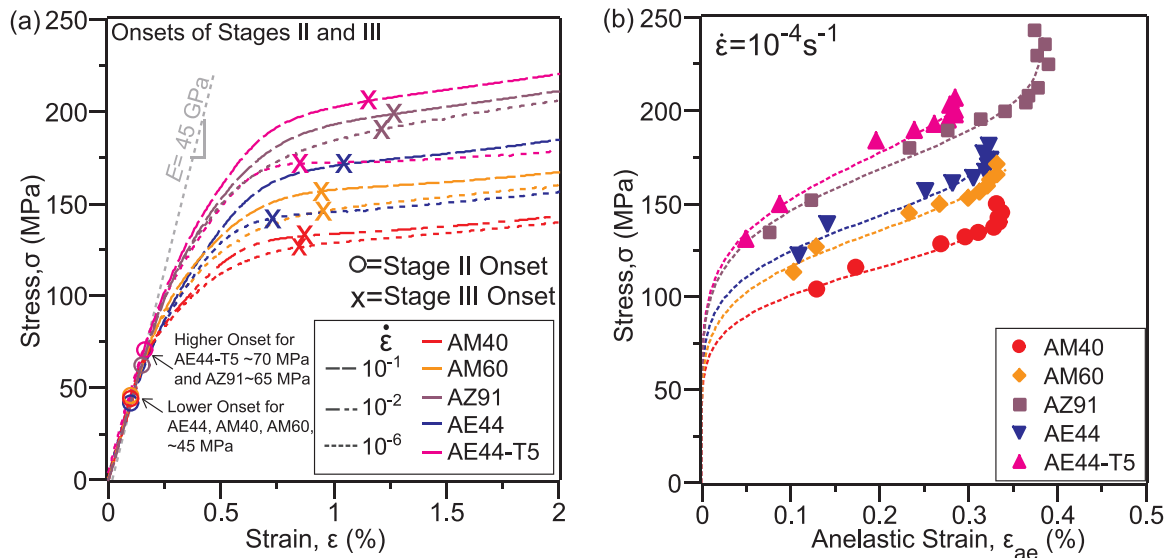 (a)
Onsets of Stages II and III
E= 45 GPa
O=Stage II Onset
x=Stage III Onset
Higher Onset for
AE44-T5 ~70 MPa
and AZ91~65 MPa
Lower Onset for
AE44, AM40, AM60,
~45 MPa
ε̇
10⁻¹
10⁻²
10⁻⁶
AM40
AM60
AZ91
AE44
AE44-T5
250
200
150
100
50
0
Stress,σ (MPa)
0
0.5
1
1.5
2
Strain, ε (%)
(b)
ε̇=10⁻⁴s⁻¹
AM40
AM60
AZ91
AE44
AE44-T5
250
200
150
100
50
0
Stress,σ (MPa)
0
0.1
0.2
0.3
0.4
0.5
Anelastic Strain, εₐₑ (%)